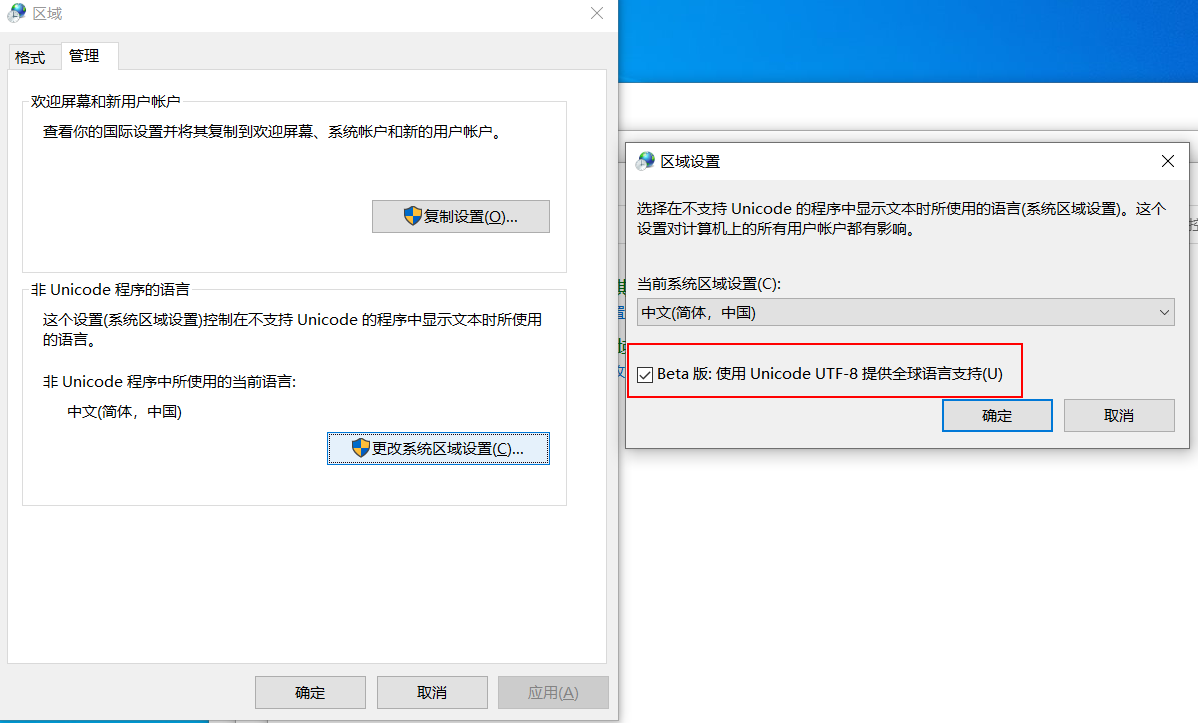 区域
格式
管理
欢迎屏幕和新用户帐户
查看你的国际设置并将其复制到欢迎屏幕、系统帐户和新的用户帐户。
复制设置(O)...
非 Unicode 程序的语言
这个设置(系统区域设置)控制在不支持 Unicode 的程序中显示文本时所使用
的语言。
非 Unicode 程序中所使用的当前语言:
中文(简体，中国)
更改系统区域设置(C)...
确定
取消
应用(A)
区域设置
选择在不支持 Unicode 的程序中显示文本时所使用的语言(系统区域设置)。这个
设置对计算机上的所有用户帐户都有影响。
当前系统区域设置(C):
中文(简体，中国)
Beta 版: 使用 Unicode UTF-8 提供全球语言支持(U)
确定
取消